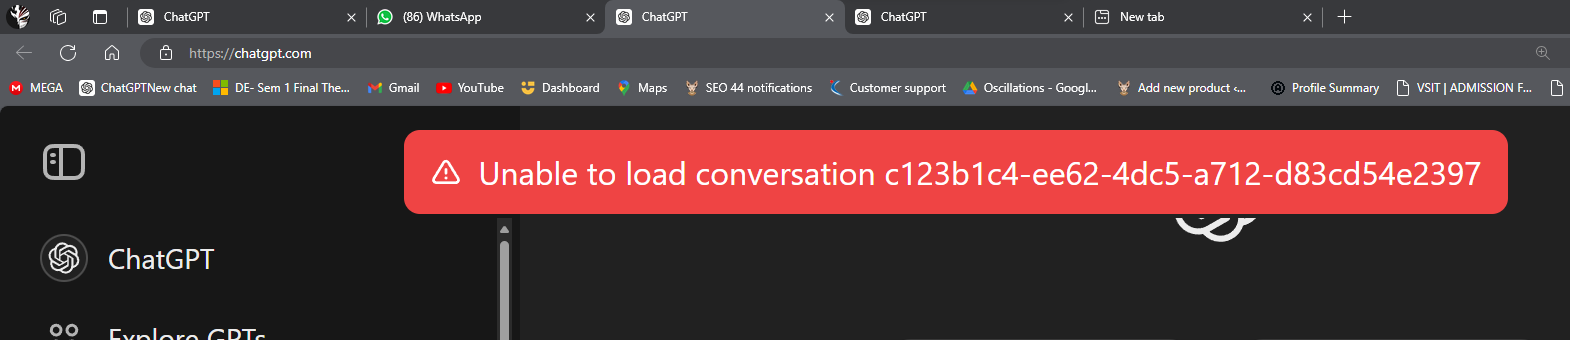 ChatGPT
(86) WhatsApp
ChatGPT
ChatGPT
New tab
https://chatgpt.com
MEGA
ChatGPTNew chat
DE- Sem 1 Final The...
Gmail
YouTube
Dashboard
Maps
SEO 44 notifications
Customer support
Oscillations - Googl...
Add new product ‹...
Profile Summary
VSIT | ADMISSION F...
Unable to load conversation c123b1c4-ee62-4dc5-a712-d83cd54e2397
ChatGPT
Explore GPTs